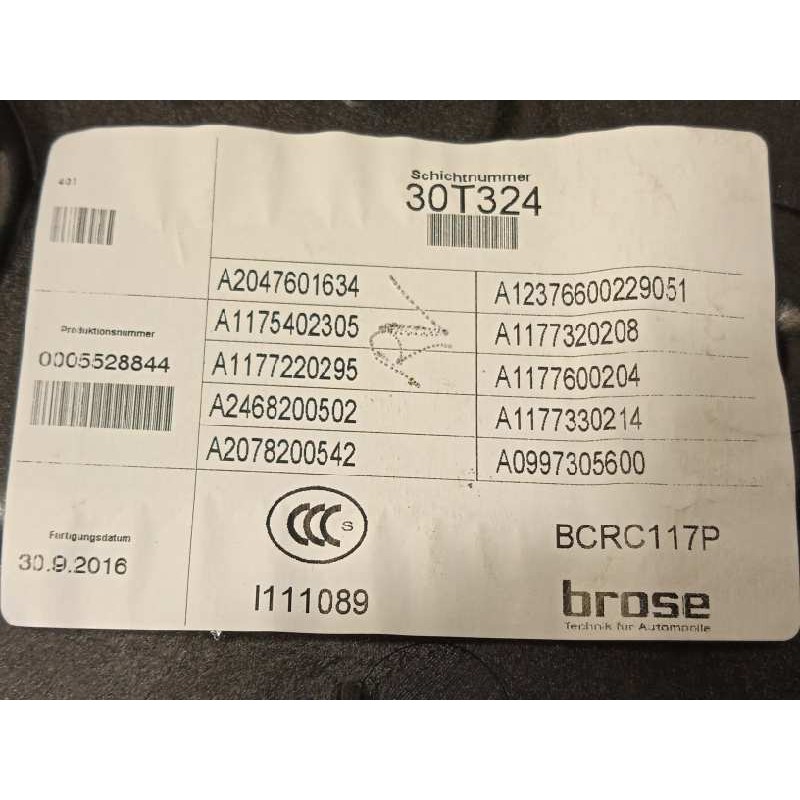 Schichtnummer
30T324
Produktionsnummer
0005528844
Fertigungsdatum
30.9.2016
A2047601634
A1175402305
A1177220295
A2468200502
A2078200542
A12376600229051
A1177320208
A1177600204
A1177330214
A0997305600
CCC S
I111089
BCRC117P
brose
Technik für Automobile